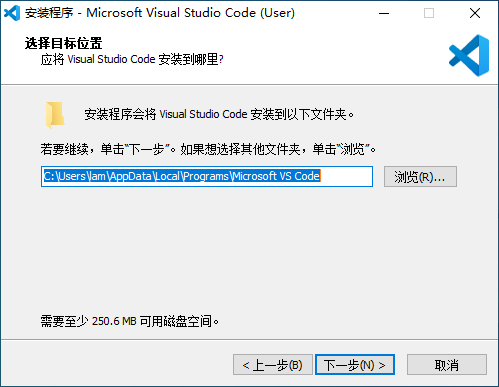 安装程序 - Microsoft Visual Studio Code (User)
选择目标位置
应将 Visual Studio Code 安装到哪里?
安装程序会将 Visual Studio Code 安装到以下文件夹。
若要继续，单击“下一步”。如果想选择其他文件夹，单击“浏览”。
C:\Users\Iam\AppData\Local\Programs\Microsoft VS Code
浏览(R)...
需要至少 250.6 MB 可用磁盘空间。
< 上一步(B)
下一步(N) >
取消